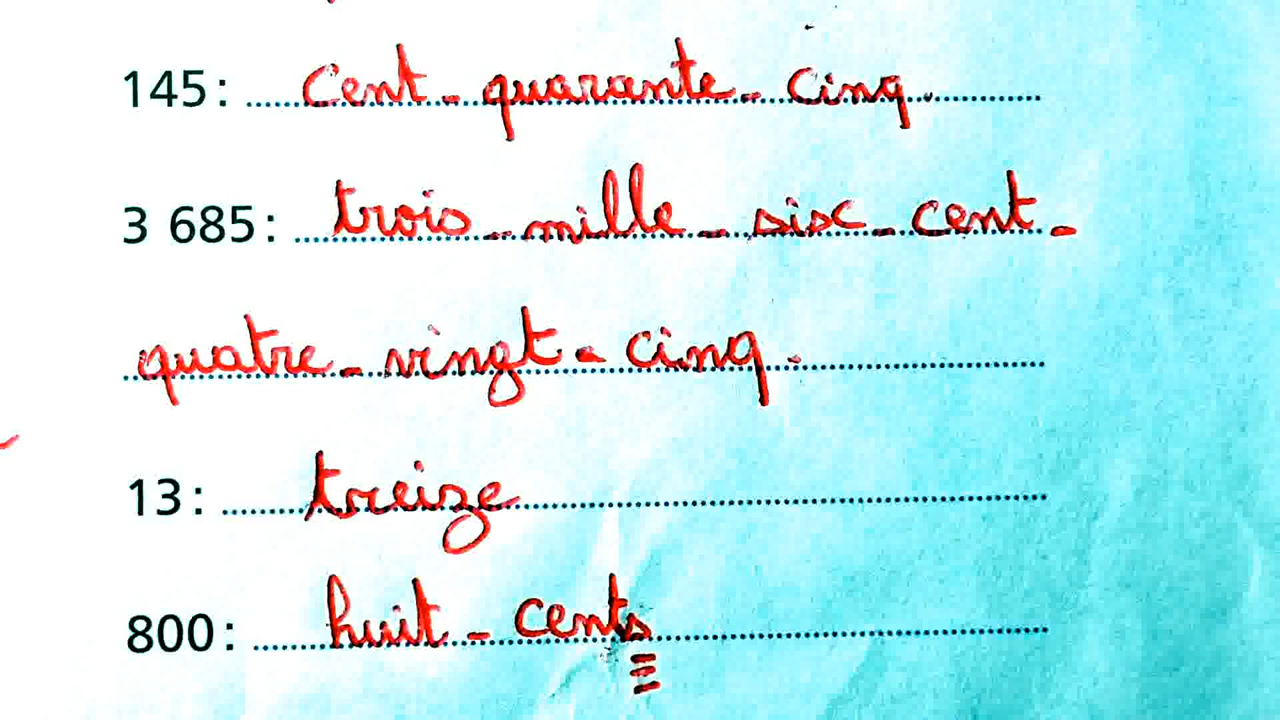 145 : cent-quarante-cinq.
3 685 : trois-mille-six-cent-
quatre-vingt-cinq.
13 : treize
800 : huit-cents